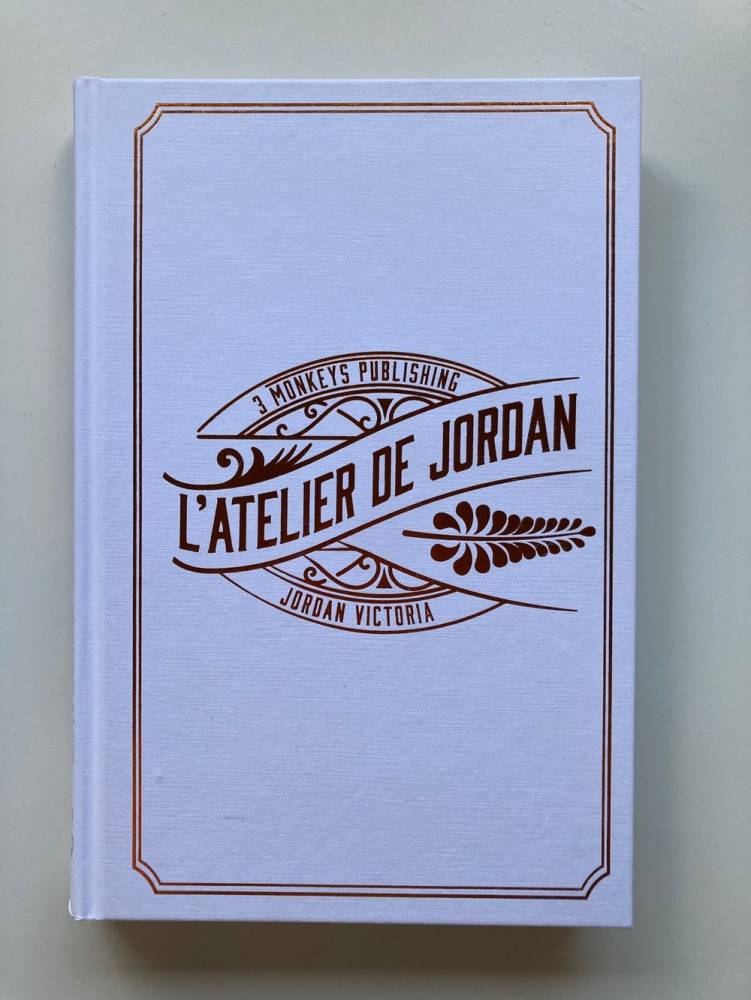 3 MONKEYS PUBLISHING
L'ATELIER DE JORDAN
JORDAN VICTORIA